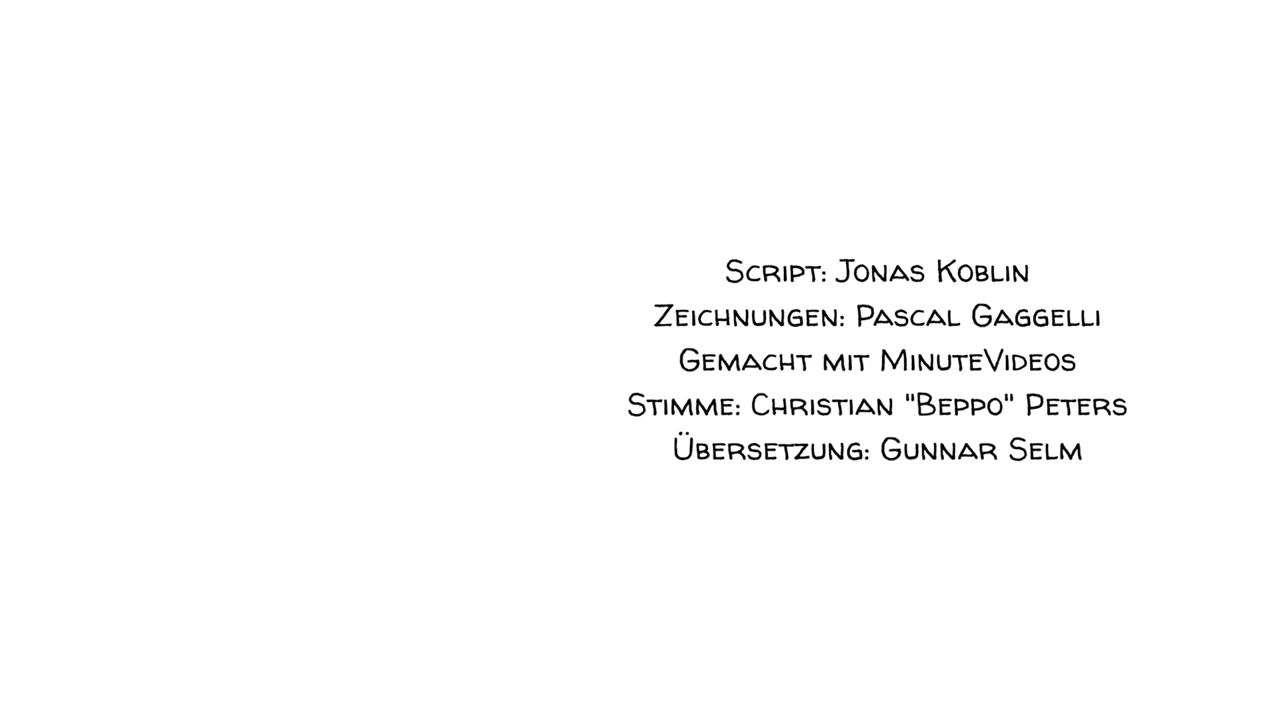 Script: Jonas Koblin
Zeichnungen: Pascal Gaggelli
Gemacht mit MinuteVideos
Stimme: Christian "Beppo" Peters
Übersetzung: Gunnar Selm